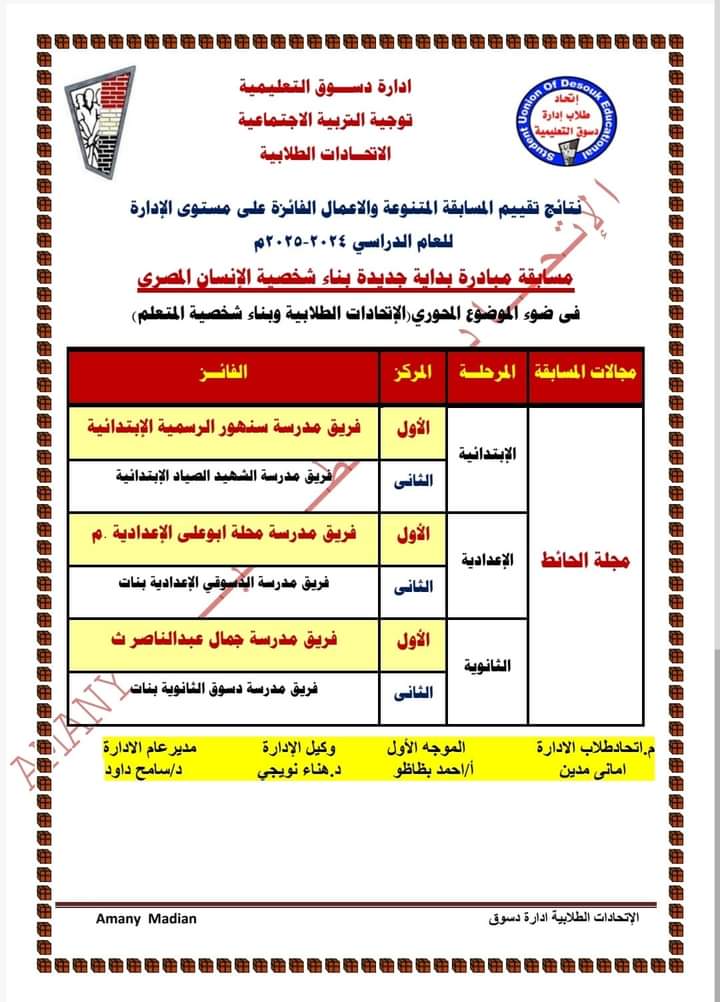 ادارة دســوق التعليمية
توجية التربية الاجتماعية
الاتحادات الطلابية
Student Uonion Of Desouk Educational
إتحاد
طلاب إدارة
دسوق التعليمية
نتائج تقييم المسابقة المتنوعة والاعمال الفائزة على مستوى الإدارة
للعام الدراسي ٢٠٢٤-٢٠٢٥م
مسابقة مبادرة بداية جديدة بناء شخصية الإنسان المصرى
فى ضوء الموضوع المحوري(الإتحادات الطلابية وبناء شخصية المتعلم)
مجالات المسابقة المرحلـة المركز الفائـز
مجلة الحائط
الإبتدائية
الأول فريق مدرسة سنهور الرسمية الإبتدائية
الثانى فريق مدرسة الشهيد الصياد الإبتدائية
الإعدادية
الأول فريق مدرسة محلة ابوعلى الإعدادية .م
الثانى فريق مدرسة الدسوقي الإعدادية بنات
الثانوية
الأول فريق مدرسة جمال عبدالناصر ث
الثانى فريق مدرسة دسوق الثانوية بنات
م.اتحادطلاب الادارة الموجه الأول وكيل الإدارة مديرعام الادارة
امانى مدين أ/احمد بظاظو د.هناء نويجي د/سامح داود
AMANY
الإتحادات الطلابية ادارة دسوق Amany Madian